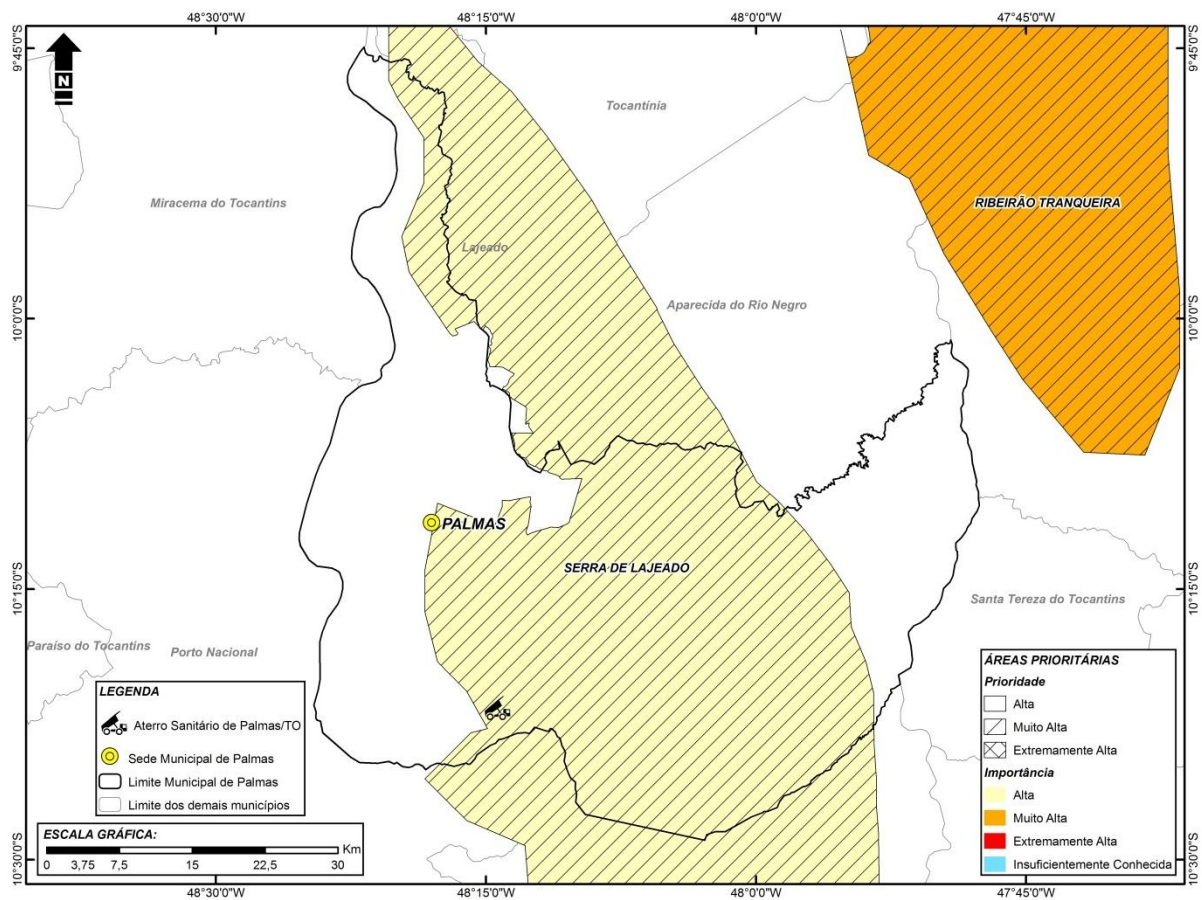 48°30'0"W
48°15'0"W
48°0'0"W
47°45'0"W
9°45'0"S
9°45'0"S
N
Tocantínia
Miracema do Tocantins
RIBEIRÃO TRANQUEIRA
Lajeado
Aparecida do Rio Negro
10°0'0"S
10°0'0"S
PALMAS
SERRA DE LAJEADO
10°15'0"S
10°15'0"S
Santa Tereza do Tocantins
Paraíso do Tocantins
Porto Nacional
LEGENDA
Aterro Sanitário de Palmas/TO
Sede Municipal de Palmas
Limite Municipal de Palmas
Limite dos demais municípios
ESCALA GRÁFICA:
Km
0 3,75 7,5 15 22,5 30
ÁREAS PRIORITÁRIAS
Prioridade
Alta
Muito Alta
Extremamente Alta
Importância
Alta
Muito Alta
Extremamente Alta
Insuficientemente Conhecida
10°30'0"S
10°30'0"S
48°30'0"W
48°15'0"W
48°0'0"W
47°45'0"W